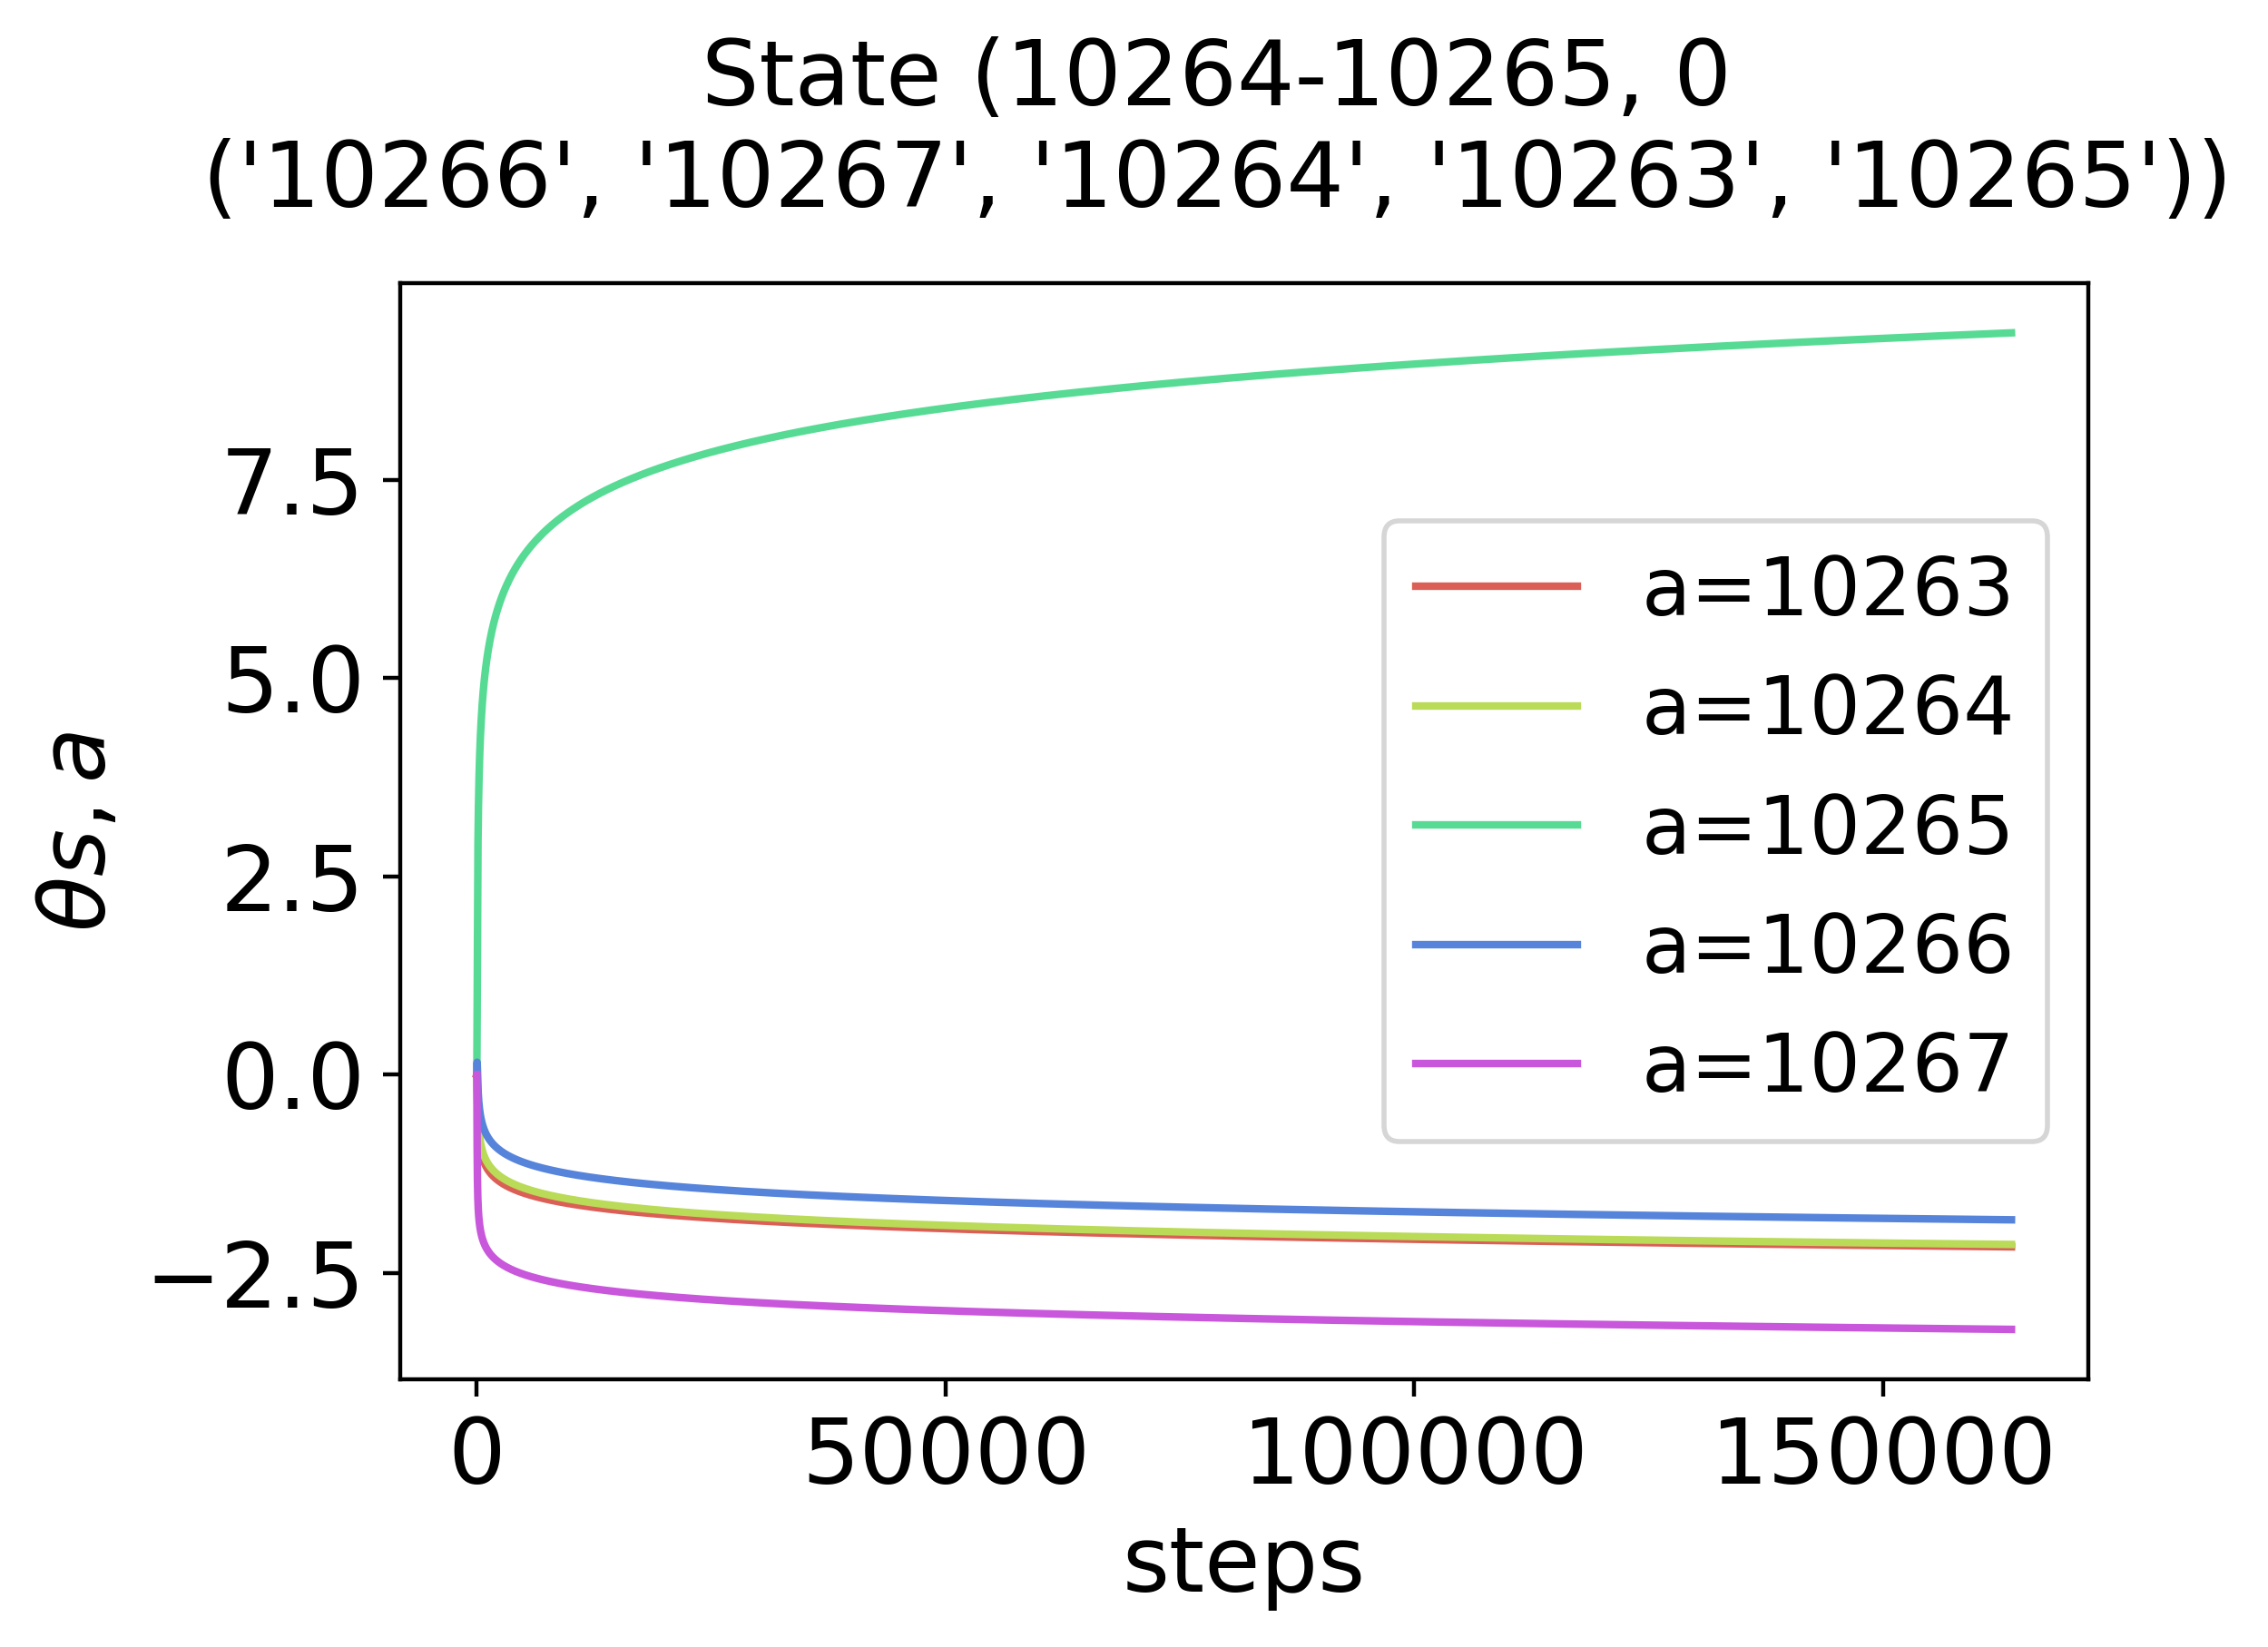 State (10264-10265, 0
('10266', '10267', '10264', '10263', '10265'))
θs, a
7.5
5.0
2.5
0.0
−2.5
a=10263
a=10264
a=10265
a=10266
a=10267
0
50000
100000
150000
steps